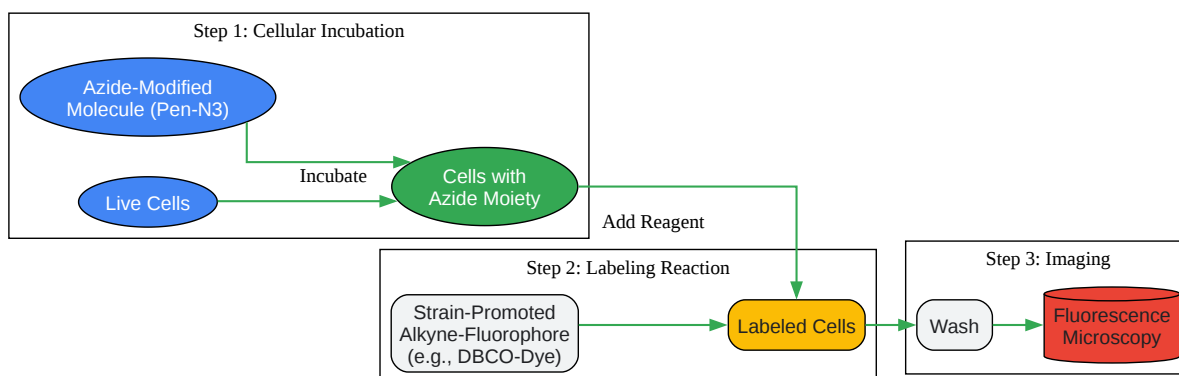 Step 1: Cellular Incubation
Azide-Modified
Molecule (Pen-N3)
Live Cells
Incubate
Cells with
Azide Moiety
Add Reagent
Step 2: Labeling Reaction
Strain-Promoted
Alkyne-Fluorophore
(e.g., DBCO-Dye)
Labeled Cells
Step 3: Imaging
Wash
Fluorescence
Microscopy